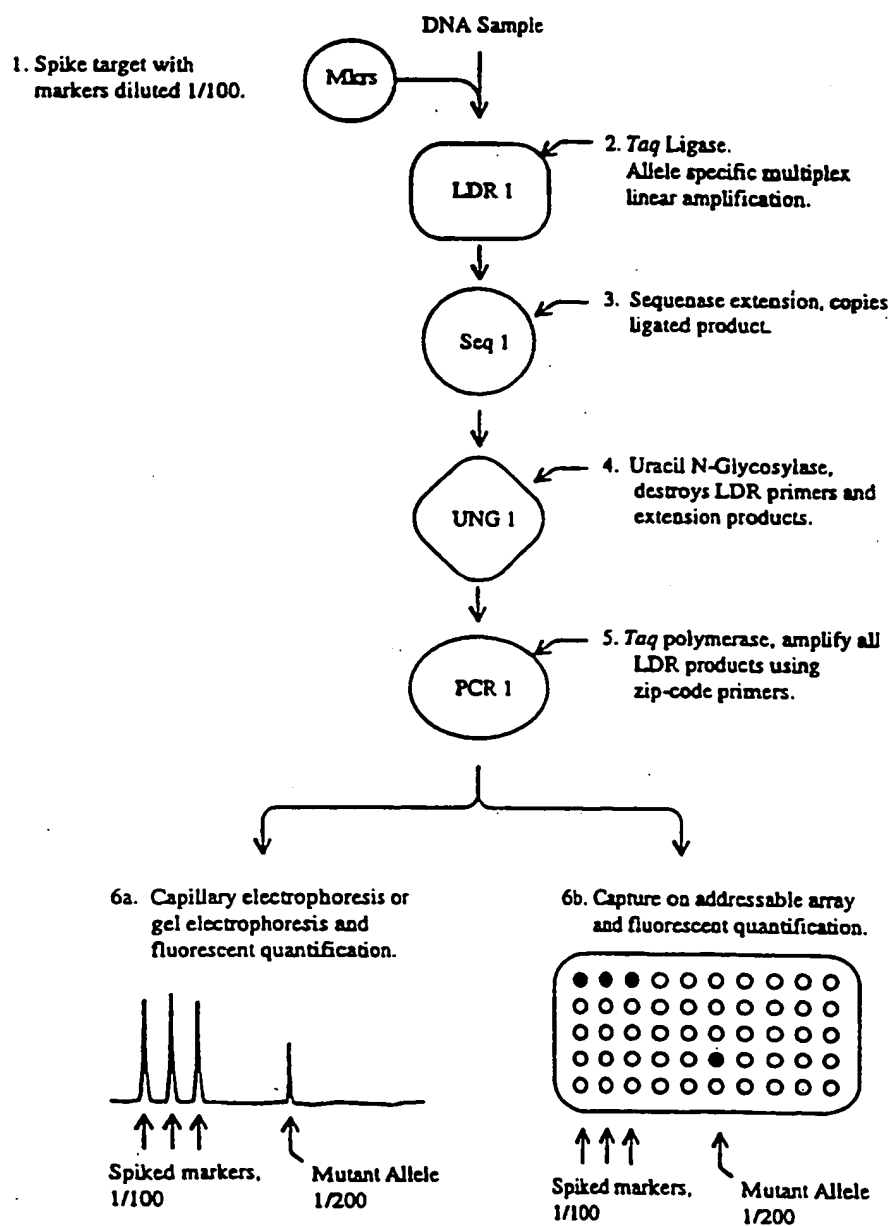 DNA Sample
1. Spike target with
markers diluted 1/100.
Mkrs
2. Taq Ligase.
Allele specific multiplex
linear amplification.
LDR 1
3. Sequenase extension, copies
ligated product.
Seq 1
4. Uracil N-Glycosylase,
destroys LDR primers and
extension products.
UNG 1
5. Taq polymerase, amplify all
LDR products using
zip-code primers.
PCR 1
6a. Capillary electrophoresis or
gel electrophoresis and
fluorescent quantification.
6b. Capture on addressable array
and fluorescent quantification.
Spiked markers,
1/100
Mutant Allele
1/200
Spiked markers,
1/100
Mutant Allele
1/200